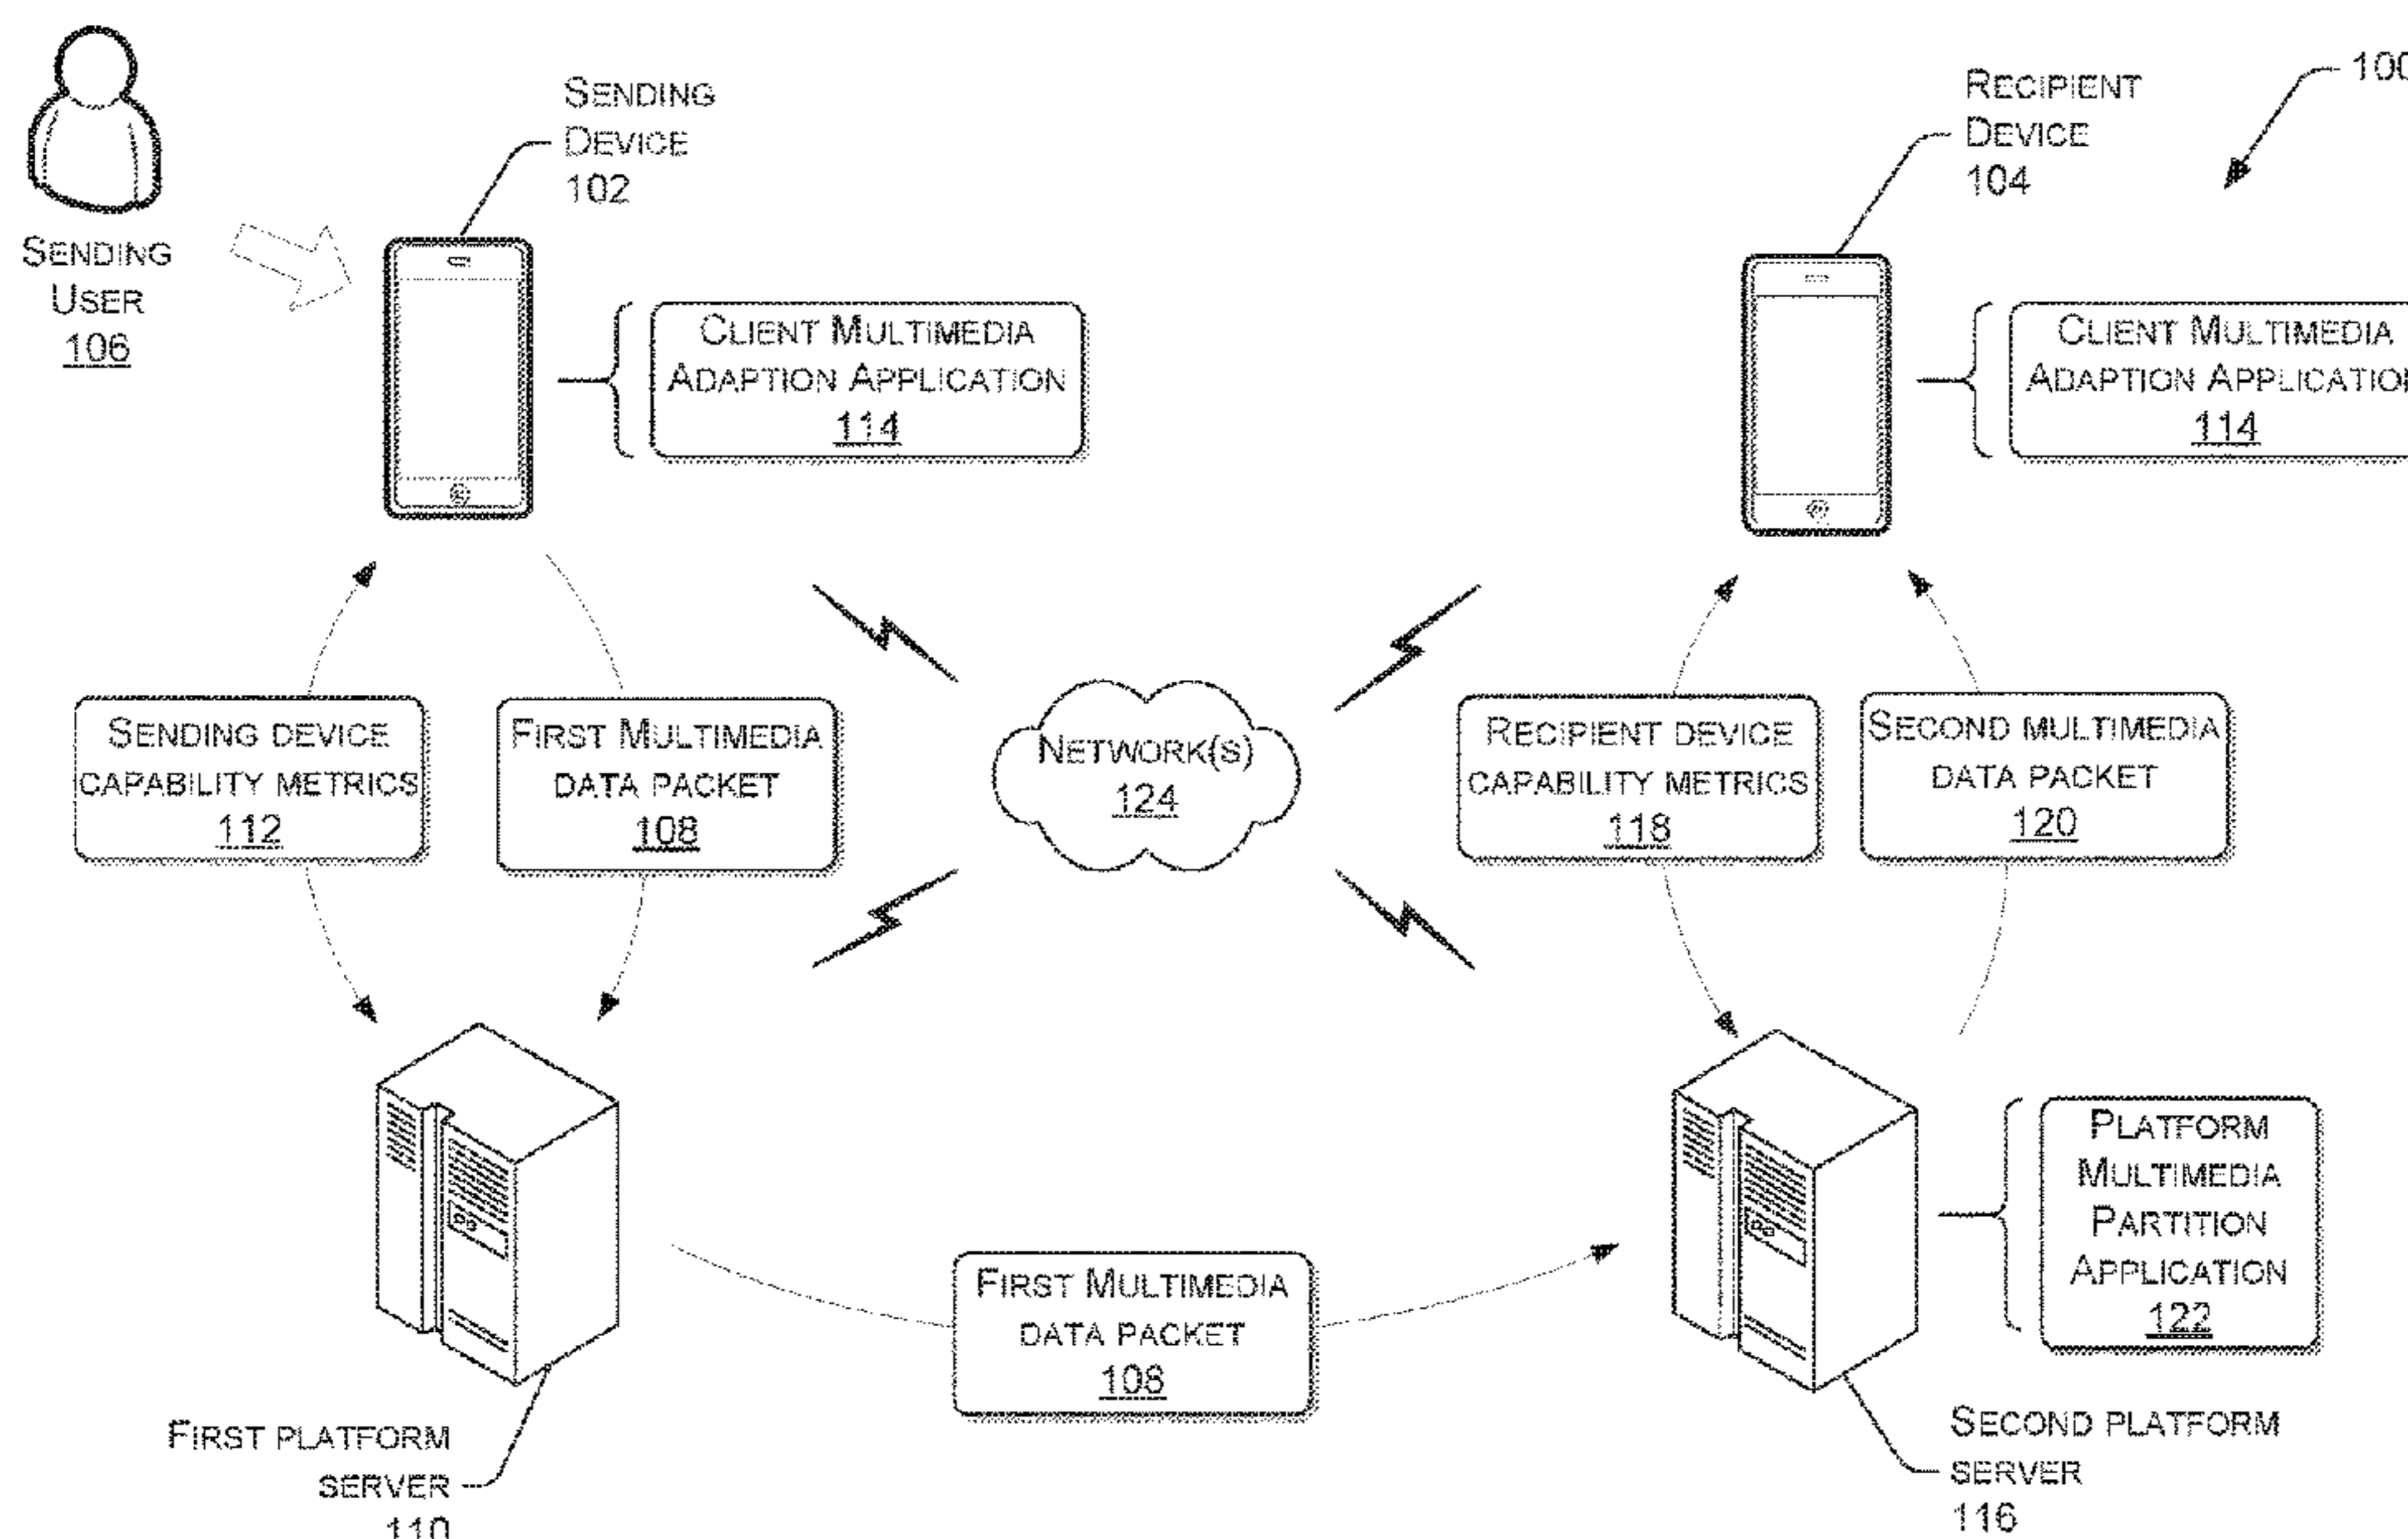 SENDING
DEVICE
102
RECIPIENT
DEVICE
104
100
SENDING
USER
106
CLIENT MULTIMEDIA
ADAPTION APPLICATION
114
CLIENT MULTIMEDIA
ADAPTION APPLICATION
114
SENDING DEVICE
CAPABILITY METRICS
112
FIRST MULTIMEDIA
DATA PACKET
108
NETWORK(S)
124
RECIPIENT DEVICE
CAPABILITY METRICS
118
SECOND MULTIMEDIA
DATA PACKET
120
PLATFORM
MULTIMEDIA
PARTITION
APPLICATION
122
FIRST MULTIMEDIA
DATA PACKET
108
FIRST PLATFORM
SERVER
110
SECOND PLATFORM
SERVER
116